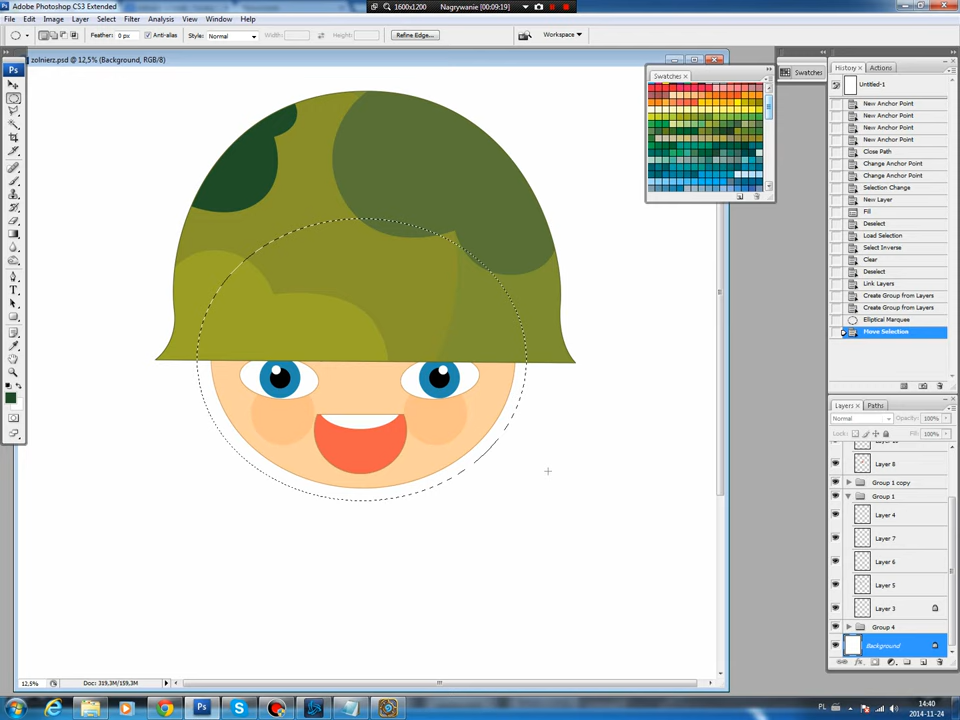 Adobe Photoshop CS3 Extended
1600x1200
Nagrywanie [00:09:19]
File Edit Image Layer Select Filter Analysis View Window Help
Feather: 0 px Anti-alias Style: Normal Width: Height: Refine Edge... Workspace
Ps
zolnierz.psd @ 12,5% (Background, RGB/8)
Swatches ×
Swatches
History × Actions
Untitled-1
New Anchor Point
New Anchor Point
New Anchor Point
New Anchor Point
Close Path
Change Anchor Point
Change Anchor Point
Selection Change
New Layer
Fill
Deselect
Load Selection
Select Inverse
Clear
Deselect
Link Layers
Create Group from Layers
Create Group from Layers
Elliptical Marquee
Move Selection
Layers × Paths
Normal Opacity: 100%
Lock: Fill: 100%
Layer 8
Group 1 copy
Group 1
Layer 4
Layer 7
Layer 6
Layer 5
Layer 3
Group 4
Background
12,5% Doc: 319,3M/159,3M
Ps
PL
14:40
2014-11-24